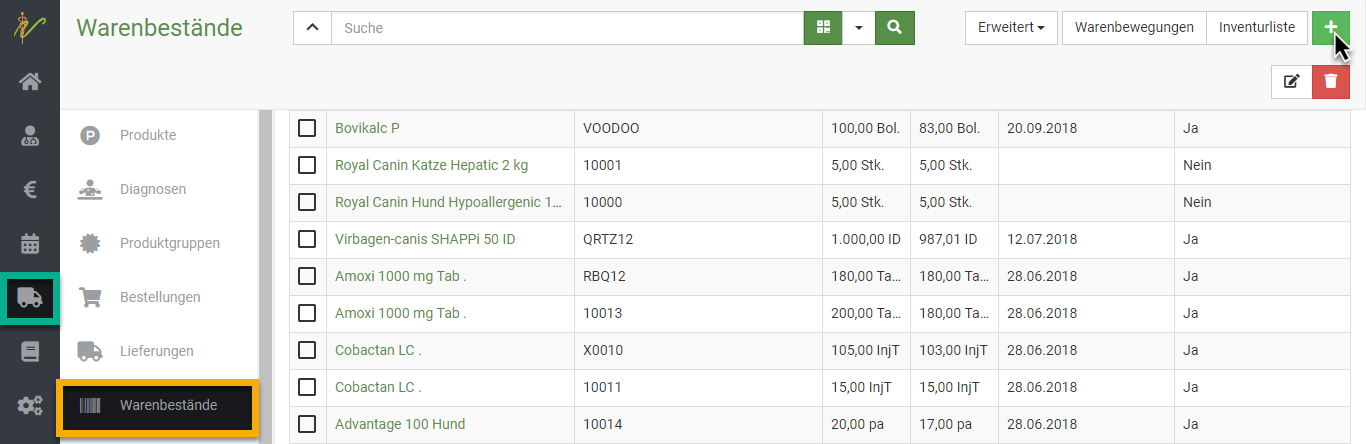 Warenbestände
Suche
Erweitert
Warenbewegungen
Inventurliste
Produkte
Diagnosen
Produktgruppen
Bestellungen
Lieferungen
Warenbestände
Bovikalc P VOODOO 100,00 Bol. 83,00 Bol. 20.09.2018 Ja
Royal Canin Katze Hepatic 2 kg 10001 5,00 Stk. 5,00 Stk. Nein
Royal Canin Hund Hypoallergenic 1... 10000 5,00 Stk. 5,00 Stk. Nein
Virbagen-canis SHAPPi 50 ID QRTZ12 1.000,00 ID 987,01 ID 12.07.2018 Ja
Amoxi 1000 mg Tab . RBQ12 180,00 Ta... 180,00 Ta... 28.06.2018 Ja
Amoxi 1000 mg Tab . 10013 200,00 Ta... 180,00 Ta... 28.06.2018 Ja
Cobactan LC . X0010 105,00 InjT 103,00 InjT 28.06.2018 Ja
Cobactan LC . 10011 15,00 InjT 15,00 InjT 28.06.2018 Ja
Advantage 100 Hund 10014 20,00 pa 17,00 pa 28.06.2018 Ja